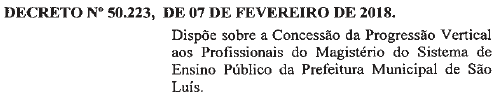 DECRETO Nº 50.223, DE 07 DE FEVEREIRO DE 2018.
Dispõe sobre a Concessão da Progressão Vertical
aos Profissionais do Magistério do Sistema de
Ensino Público da Prefeitura Municipal de São
Luís.